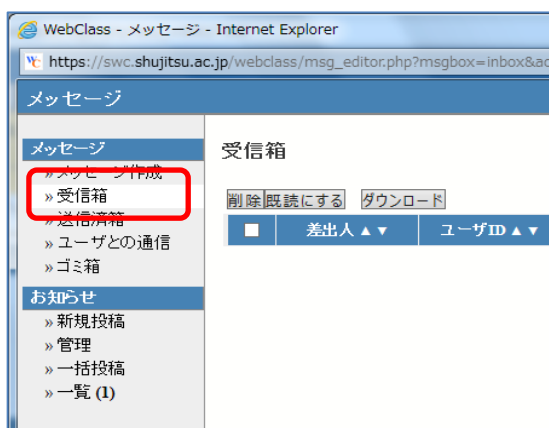 WebClass - メッセージ - Internet Explorer
https://swc.shujitsu.ac.jp/webclass/msg_editor.php?msgbox=inbox&ac
メッセージ
メッセージ
» メッセージ作成
» 受信箱
» 送信済箱
» ユーザとの通信
» ゴミ箱
お知らせ
» 新規投稿
» 管理
» 一括投稿
» 一覧 (1)
受信箱
削除 既読にする ダウンロード
差出人 ▲ ▼ ユーザID ▲ ▼